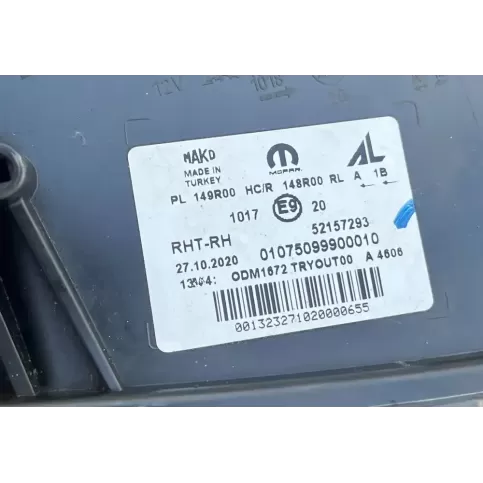 MAKO
MADE IN
TURKEY
MOPAR
AL
PL 149R00 HC/R 148R00 RL A 1B
1017 E9 20
52157293
RHT-RH 01075099900010
27.10.2020 ODM1672 TRYOUT00 A 4606
001323271020000655